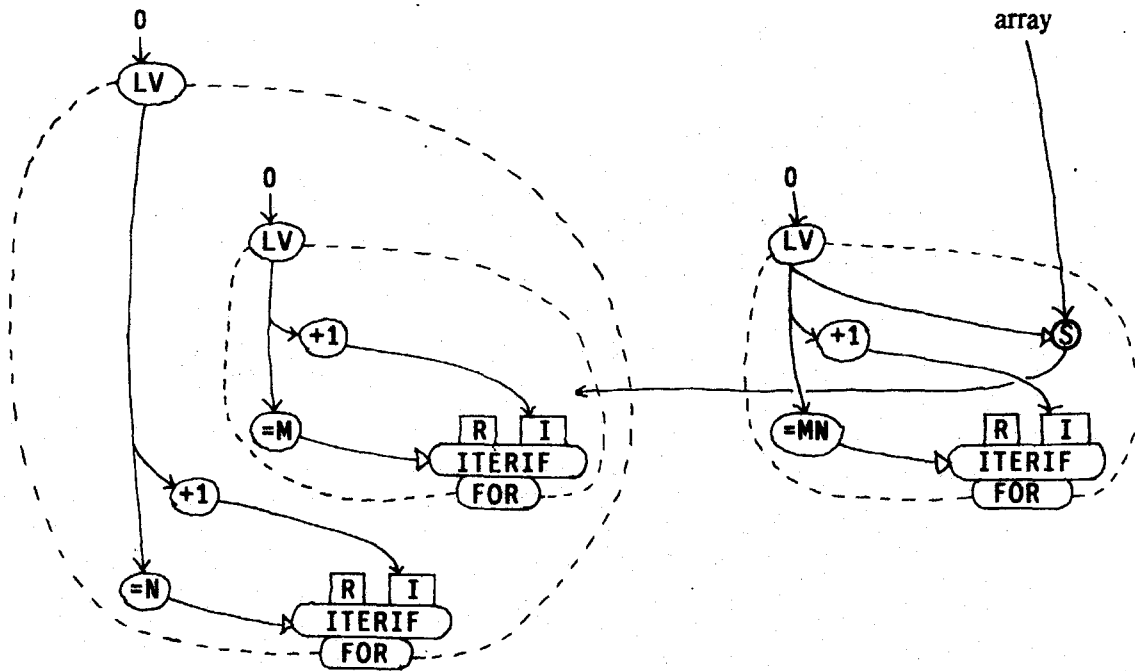 0
array
LV
0
0
LV
LV
+1
+1
S
=M
R
I
=MN
R
I
ITERIF
ITERIF
FOR
FOR
+1
=N
R
I
ITERIF
FOR